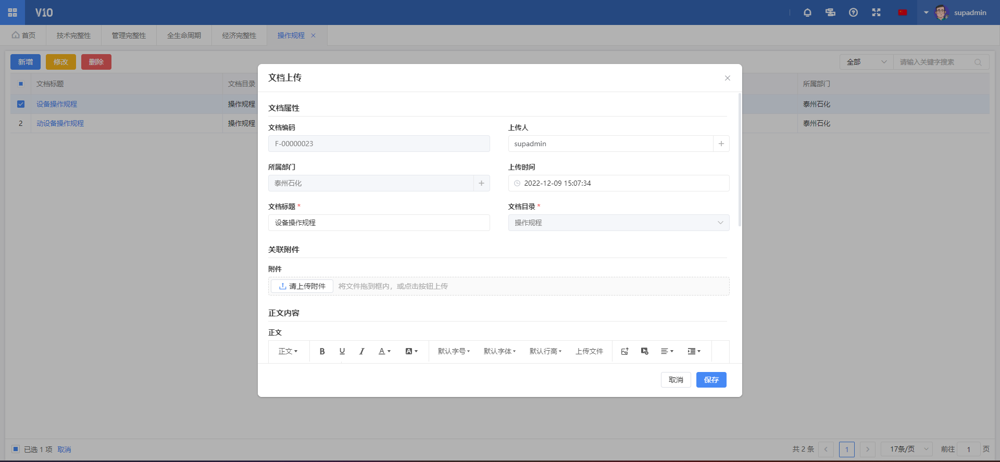 V10
supadmin
首页
技术完整性
管理完整性
全生命周期
经济完整性
操作规程
新增
修改
删除
全部
请输入关键字搜索
文档标题
文档目录
所属部门
设备操作规程
操作规程
泰州石化
2
动设备操作规程
操作规程
泰州石化
文档上传
文档属性
文档编码
上传人
F-00000023
supadmin
所属部门
上传时间
泰州石化
2022-12-09 15:07:34
文档标题 *
文档目录 *
设备操作规程
操作规程
关联附件
附件
请上传附件
将文件拖到框内，或点击按钮上传
正文内容
正文
正文 B U I A A 默认字号 默认字体 默认行高 上传文件
取消
保存
已选 1 项 取消
共 2 条
1
17条/页
前往 1 页